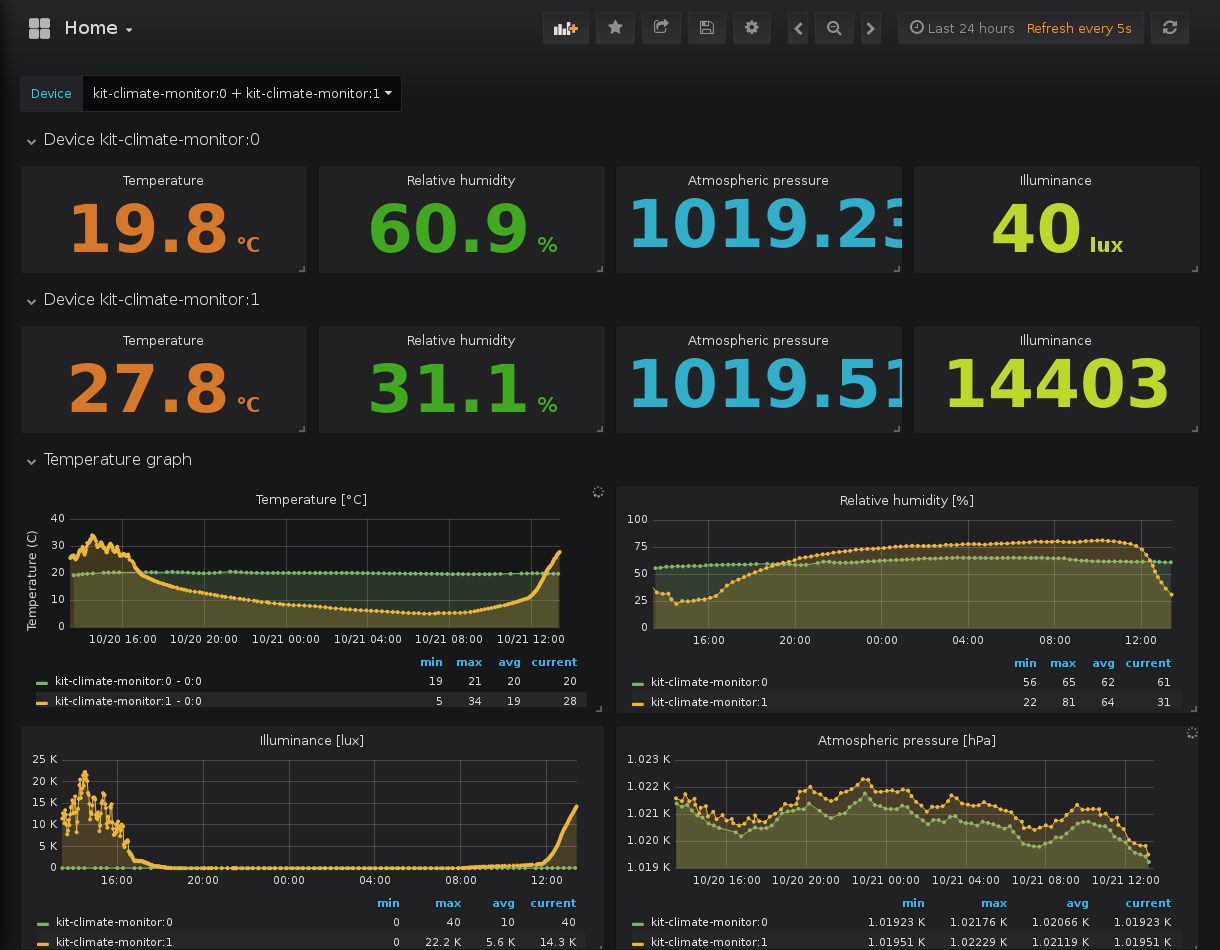 Home
Last 24 hours Refresh every 5s
Device kit-climate-monitor:0 + kit-climate-monitor:1
Device kit-climate-monitor:0
Temperature Relative humidity Atmospheric pressure Illuminance
19.8 °C 60.9 % 1019.23 40 lux
Device kit-climate-monitor:1
Temperature Relative humidity Atmospheric pressure Illuminance
27.8 °C 31.1 % 1019.51 14403
Temperature graph
Temperature [°C]
Temperature (C)
40
30
20
10
0
10/20 16:00 10/20 20:00 10/21 00:00 10/21 04:00 10/21 08:00 10/21 12:00
min max avg current
kit-climate-monitor:0 - 0:0 19 21 20 20
kit-climate-monitor:1 - 0:0 5 34 19 28
Relative humidity [%]
100
75
50
25
0
16:00 20:00 00:00 04:00 08:00 12:00
min max avg current
kit-climate-monitor:0 56 65 62 61
kit-climate-monitor:1 22 81 64 31
Illuminance [lux]
25 K
20 K
15 K
10 K
5 K
0
16:00 20:00 00:00 04:00 08:00 12:00
min max avg current
kit-climate-monitor:0 0 40 10 40
kit-climate-monitor:1 0 22.2 K 5.6 K 14.3 K
Atmospheric pressure [hPa]
1.023 K
1.022 K
1.021 K
1.020 K
1.019 K
10/20 16:00 10/20 20:00 10/21 00:00 10/21 04:00 10/21 08:00 10/21 12:00
min max avg current
kit-climate-monitor:0 1.01923 K 1.02176 K 1.02066 K 1.01923 K
kit-climate-monitor:1 1.01951 K 1.02229 K 1.02119 K 1.01951 K